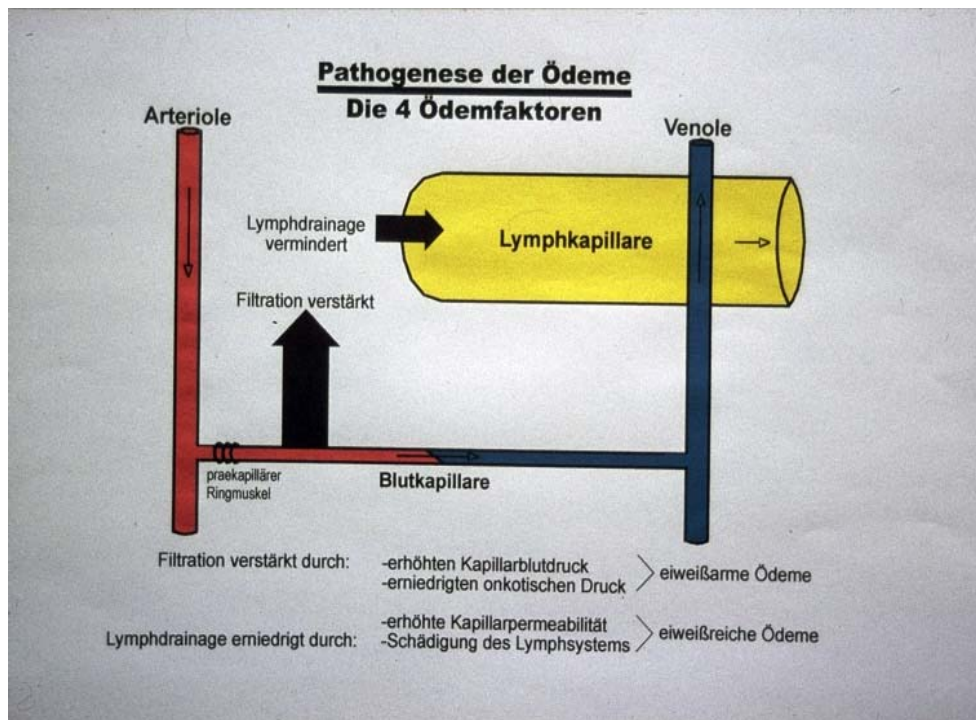 Pathogenese der Ödeme
Die 4 Ödemfaktoren
Arteriole
Venole
Lymphdrainage
vermindert
Lymphkapillare
Filtration verstärkt
praekapillärer
Ringmuskel
Blutkapillare
Filtration verstärkt durch:
-erhöhten Kapillarblutdruck
-erniedrigten onkotischen Druck
eiweißarme Ödeme
Lymphdrainage erniedrigt durch:
-erhöhte Kapillarpermeabilität
-Schädigung des Lymphsystems
eiweißreiche Ödeme